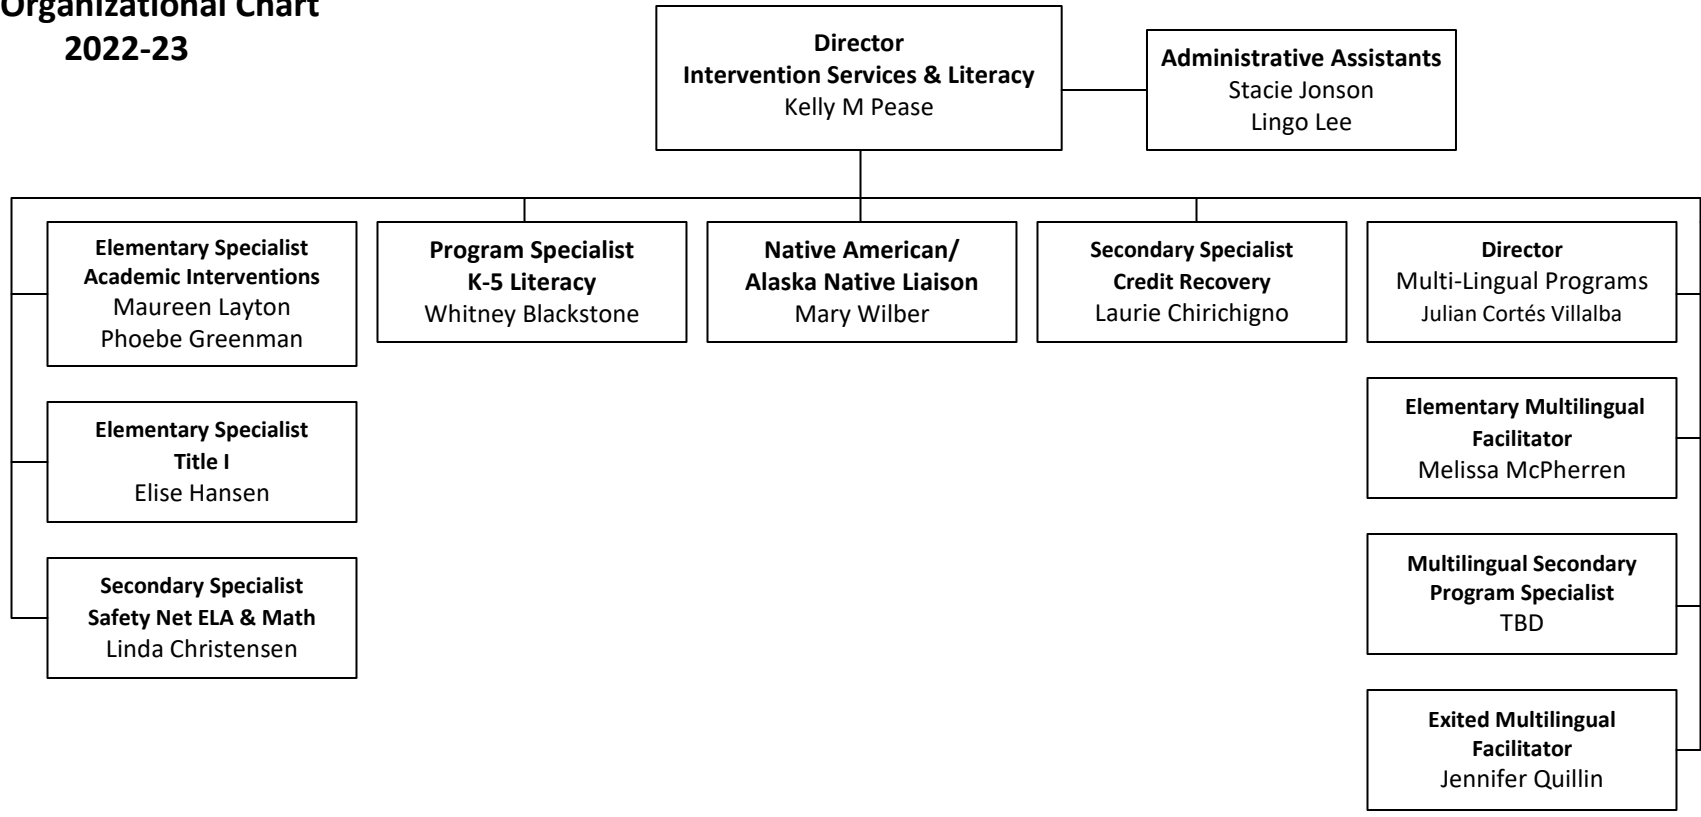 Organizational Chart
2022-23
Director
Intervention Services & Literacy
Kelly M Pease
Administrative Assistants
Stacie Jonson
Lingo Lee
Elementary Specialist
Academic Interventions
Maureen Layton
Phoebe Greenman
Program Specialist
K-5 Literacy
Whitney Blackstone
Native American/
Alaska Native Liaison
Mary Wilber
Secondary Specialist
Credit Recovery
Laurie Chirichigno
Director
Multi-Lingual Programs
Julian Cortés Villalba
Elementary Specialist
Title I
Elise Hansen
Elementary Multilingual
Facilitator
Melissa McPherren
Secondary Specialist
Safety Net ELA & Math
Linda Christensen
Multilingual Secondary
Program Specialist
TBD
Exited Multilingual
Facilitator
Jennifer Quillin